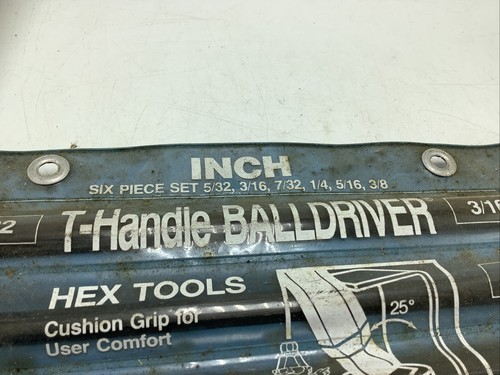 INCH
SIX PIECE SET 5/32, 3/16, 7/32, 1/4, 5/16, 3/8
T-Handle BALLDRIVER
3/16
HEX TOOLS
25°
Cushion Grip for
User Comfort